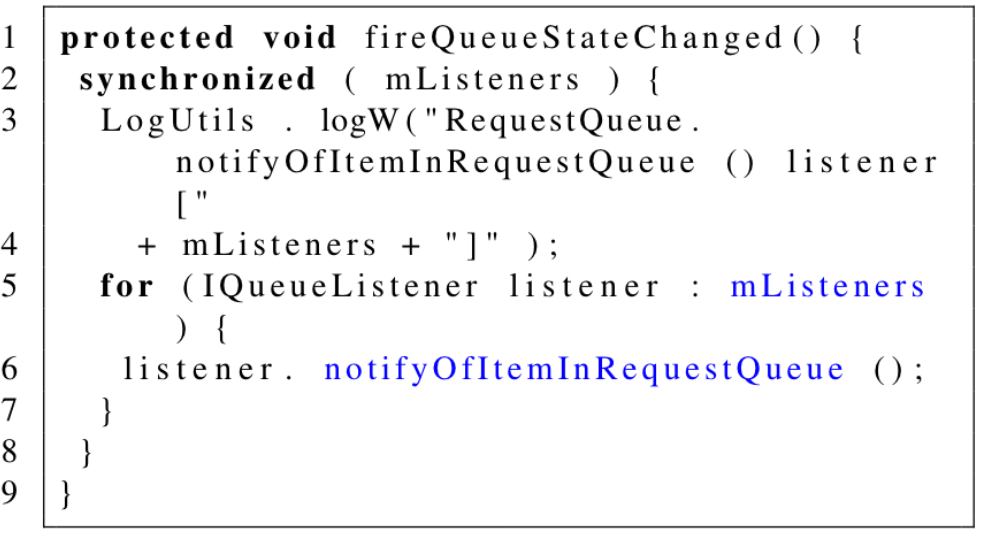 1 protected void fireQueueStateChanged() {
2 synchronized ( mListeners ) {
3 LogUtils . logW("RequestQueue.
notifyOfItemInRequestQueue () listener
["
4 + mListeners + "]" );
5 for (IQueueListener listener : mListeners
) {
6 listener. notifyOfItemInRequestQueue ();
7 }
8 }
9 }